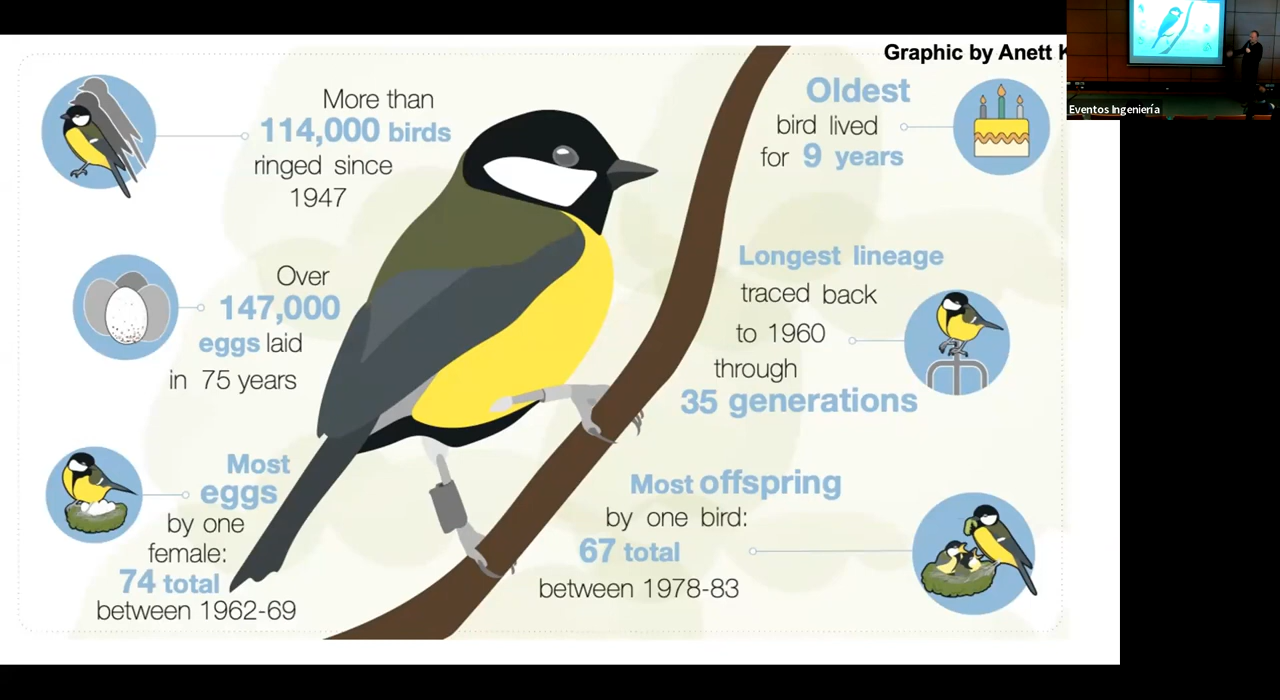 Graphic by Anett
Eventos Ingeniería
More than
114,000 birds
ringed since
1947
Over
147,000
eggs laid
in 75 years
Most
eggs
by one
female:
74 total
between 1962-69
Oldest
bird lived
for 9 years
Longest lineage
traced back
to 1960
through
35 generations
Most offspring
by one bird:
67 total
between 1978-83